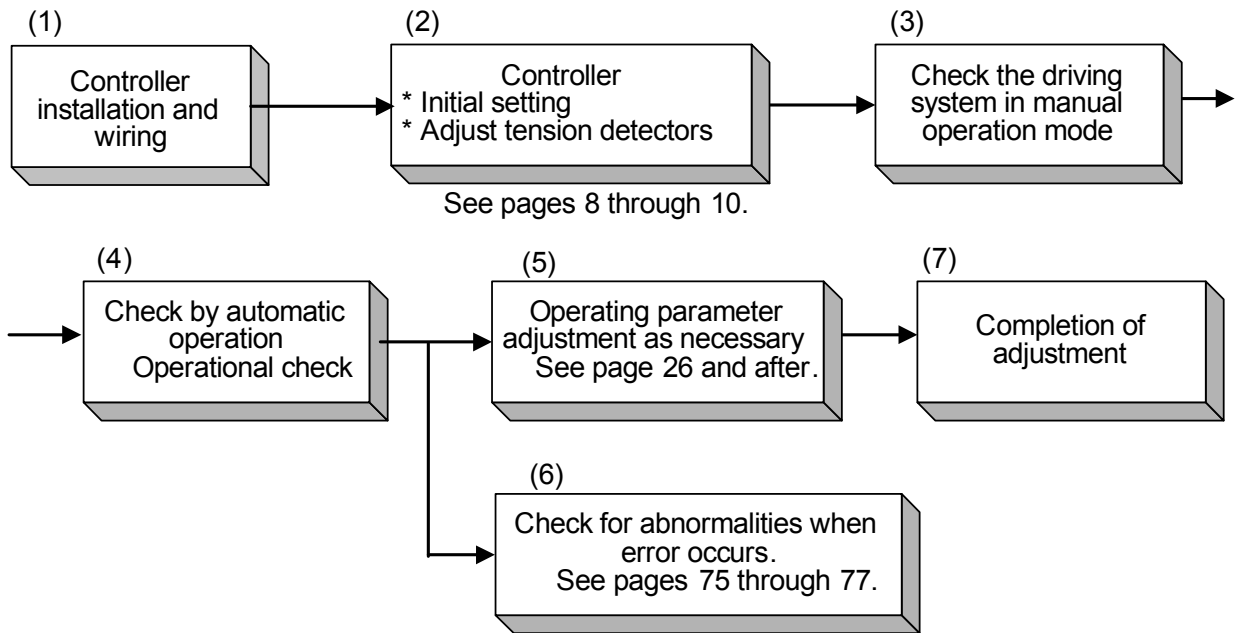 (1)
Controller
installation and
wiring
(2)
Controller
* Initial setting
* Adjust tension detectors
See pages 8 through 10.
(3)
Check the driving
system in manual
operation mode
(4)
Check by automatic
operation
Operational check
(5)
Operating parameter
adjustment as necessary
See page 26 and after.
(7)
Completion of
adjustment
(6)
Check for abnormalities when
error occurs.
See pages 75 through 77.